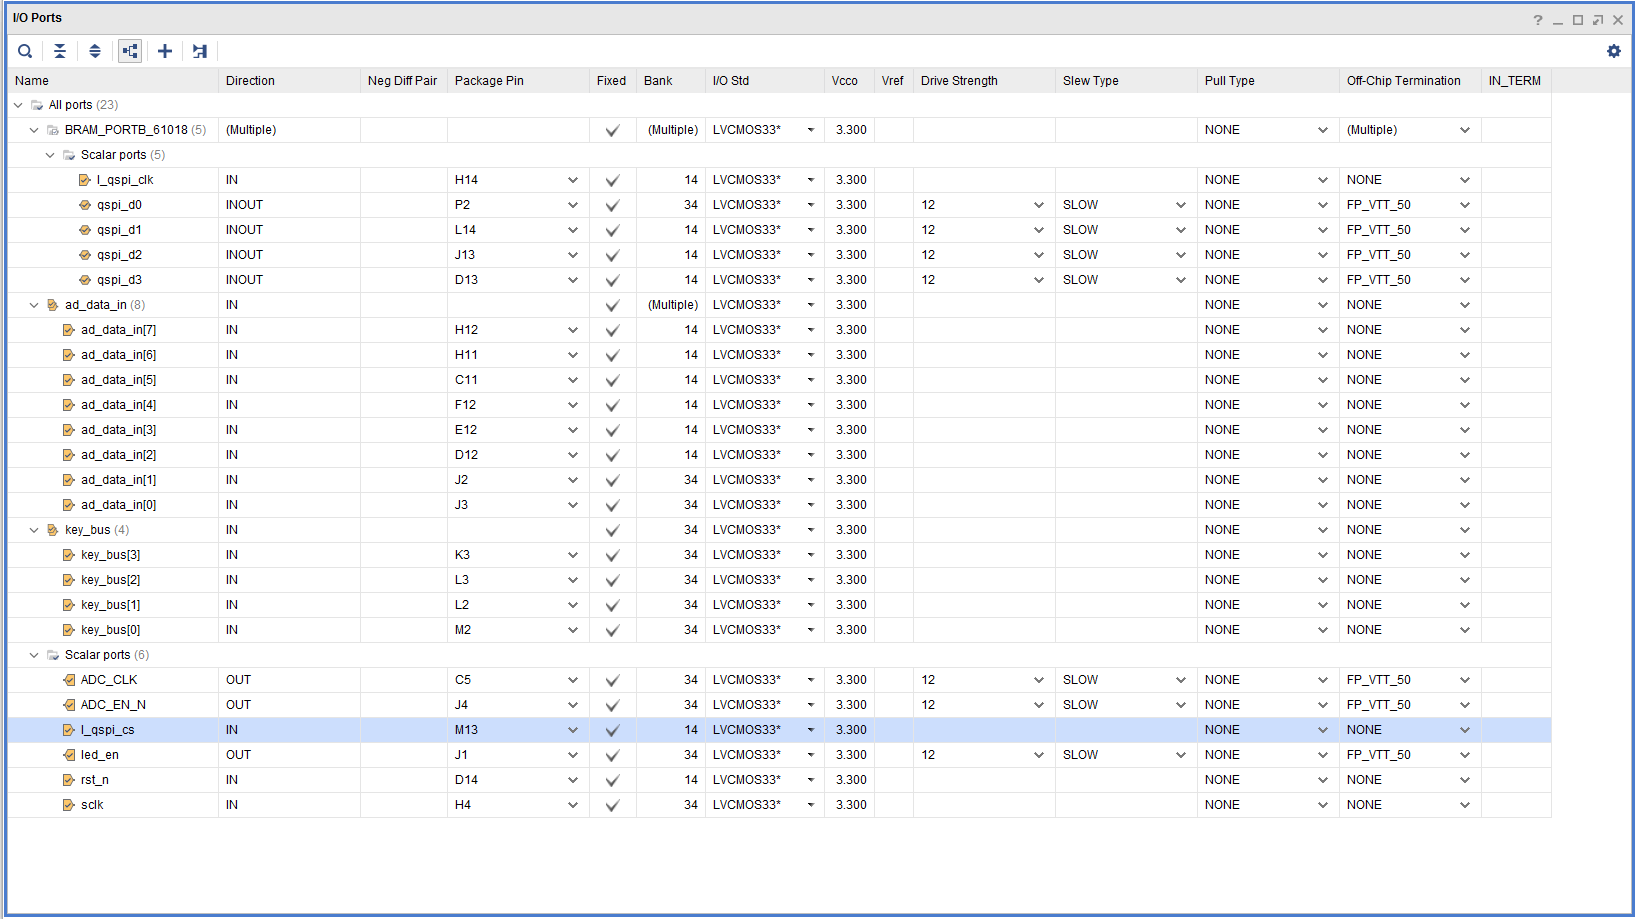 I/O Ports
Name Direction Neg Diff Pair Package Pin Fixed Bank I/O Std Vcco Vref Drive Strength Slew Type Pull Type Off-Chip Termination IN_TERM
All ports (23)
BRAM_PORTB_61018 (5) (Multiple) (Multiple) LVCMOS33* 3.300 NONE (Multiple)
Scalar ports (5)
I_qspi_clk IN H14 14 LVCMOS33* 3.300 NONE NONE
qspi_d0 INOUT P2 34 LVCMOS33* 3.300 12 SLOW NONE FP_VTT_50
qspi_d1 INOUT L14 14 LVCMOS33* 3.300 12 SLOW NONE FP_VTT_50
qspi_d2 INOUT J13 14 LVCMOS33* 3.300 12 SLOW NONE FP_VTT_50
qspi_d3 INOUT D13 14 LVCMOS33* 3.300 12 SLOW NONE FP_VTT_50
ad_data_in (8) IN (Multiple) LVCMOS33* 3.300 NONE NONE
ad_data_in[7] IN H12 14 LVCMOS33* 3.300 NONE NONE
ad_data_in[6] IN H11 14 LVCMOS33* 3.300 NONE NONE
ad_data_in[5] IN C11 14 LVCMOS33* 3.300 NONE NONE
ad_data_in[4] IN F12 14 LVCMOS33* 3.300 NONE NONE
ad_data_in[3] IN E12 14 LVCMOS33* 3.300 NONE NONE
ad_data_in[2] IN D12 14 LVCMOS33* 3.300 NONE NONE
ad_data_in[1] IN J2 34 LVCMOS33* 3.300 NONE NONE
ad_data_in[0] IN J3 34 LVCMOS33* 3.300 NONE NONE
key_bus (4) IN 34 LVCMOS33* 3.300 NONE NONE
key_bus[3] IN K3 34 LVCMOS33* 3.300 NONE NONE
key_bus[2] IN L3 34 LVCMOS33* 3.300 NONE NONE
key_bus[1] IN L2 34 LVCMOS33* 3.300 NONE NONE
key_bus[0] IN M2 34 LVCMOS33* 3.300 NONE NONE
Scalar ports (6)
ADC_CLK OUT C5 34 LVCMOS33* 3.300 12 SLOW NONE FP_VTT_50
ADC_EN_N OUT J4 34 LVCMOS33* 3.300 12 SLOW NONE FP_VTT_50
I_qspi_cs IN M13 14 LVCMOS33* 3.300 NONE NONE
led_en OUT J1 34 LVCMOS33* 3.300 12 SLOW NONE FP_VTT_50
rst_n IN D14 14 LVCMOS33* 3.300 NONE NONE
sclk IN H4 34 LVCMOS33* 3.300 NONE NONE